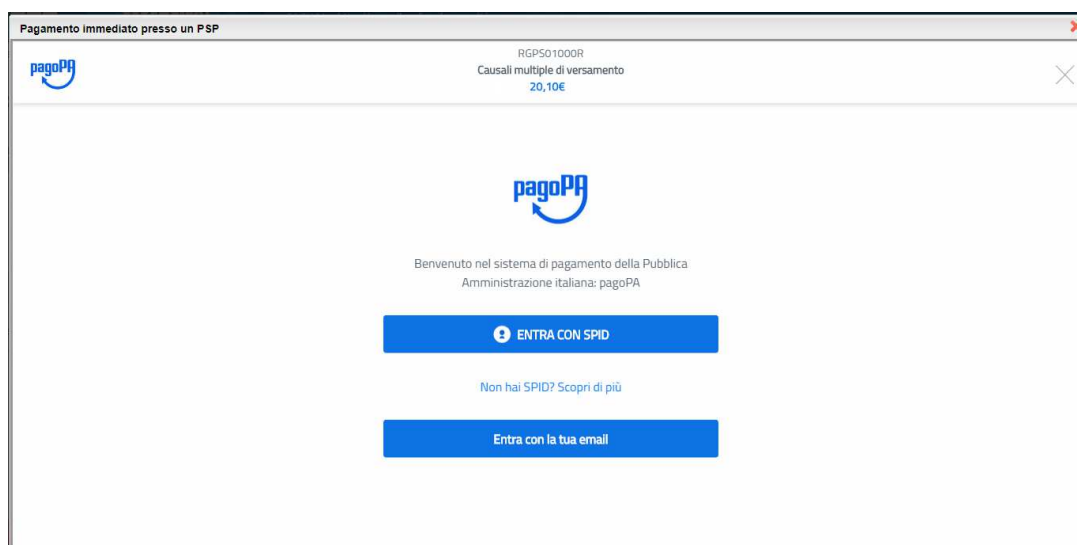 Pagamento immediato presso un PSP
pagoPA
RGPS01000R
Causali multiple di versamento
20,10€
pagoPA
Benvenuto nel sistema di pagamento della Pubblica
Amministrazione italiana: pagoPA
ENTRA CON SPID
Non hai SPID? Scopri di più
Entra con la tua email